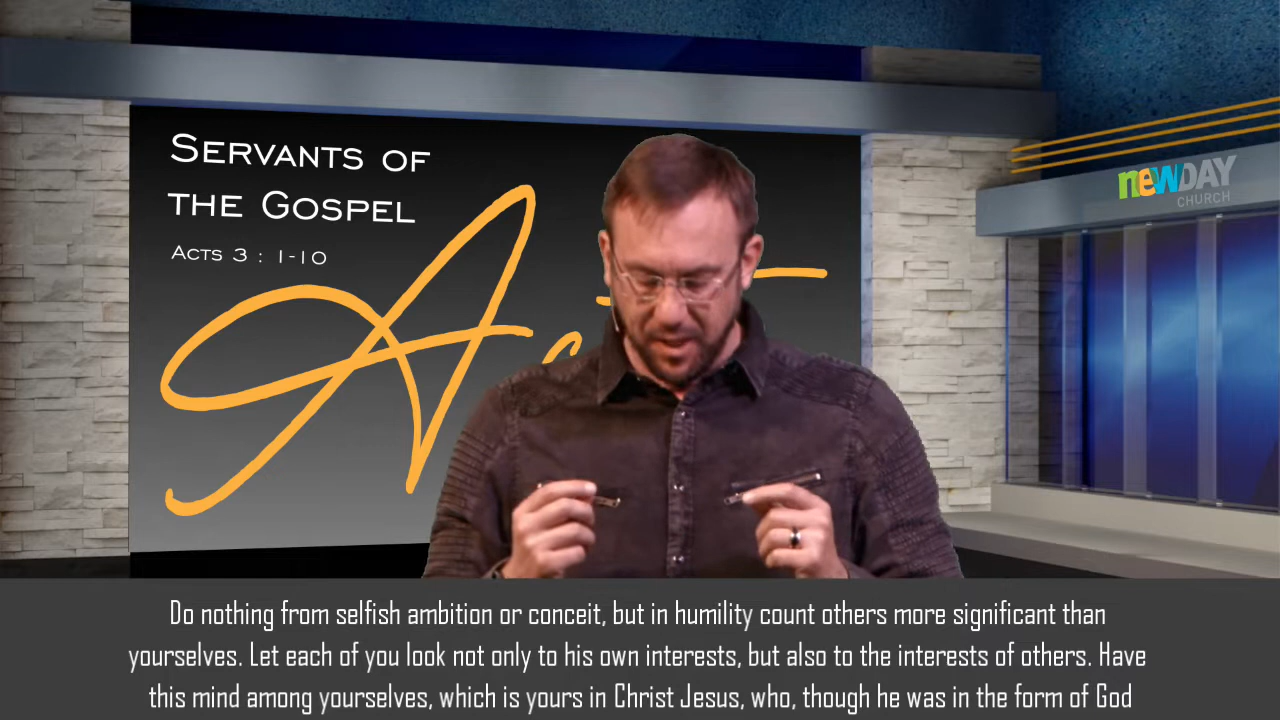 SERVANTS OF
THE GOSPEL
ACTS 3 : 1-10
newDAY
CHURCH
Do nothing from selfish ambition or conceit, but in humility count others more significant than
yourselves. Let each of you look not only to his own interests, but also to the interests of others. Have
this mind among yourselves, which is yours in Christ Jesus, who, though he was in the form of God